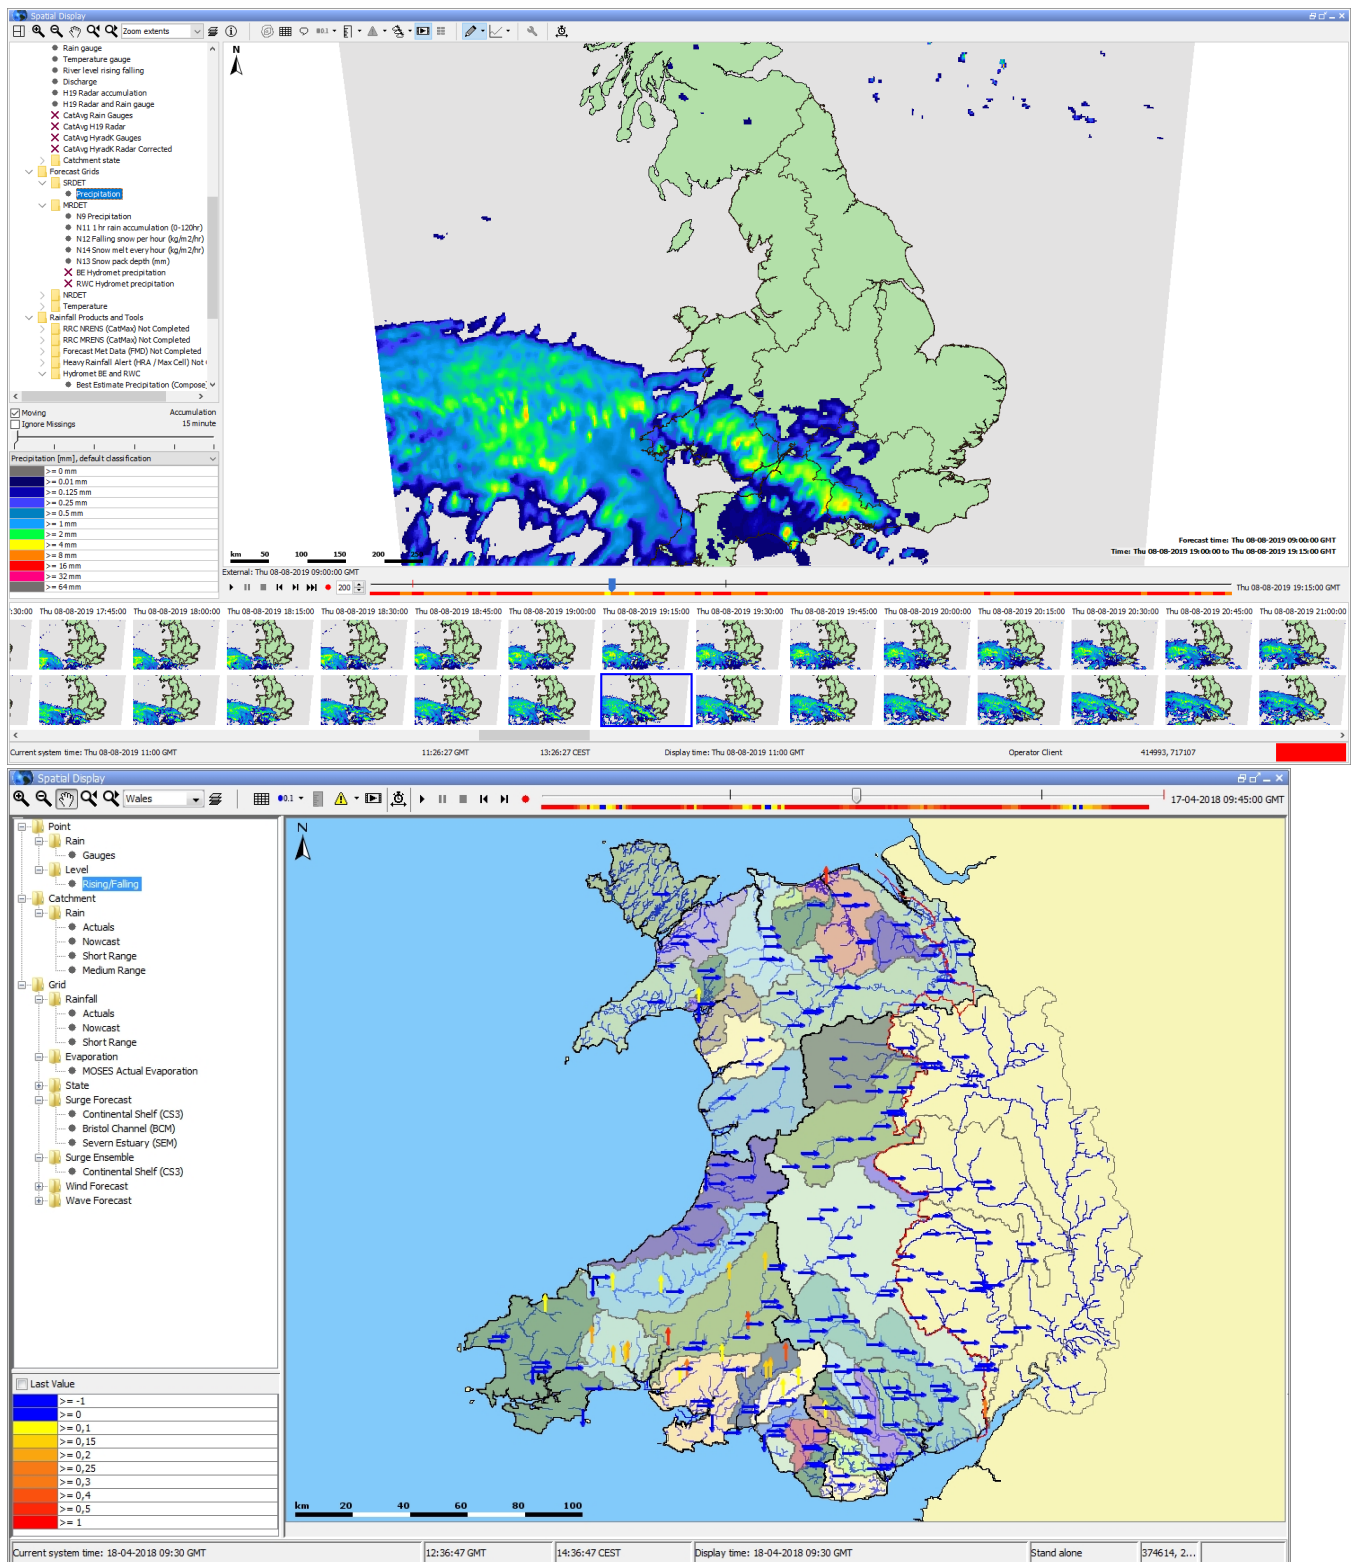 Spatial Display
Zoom extents
Rain gauge
Temperature gauge
River level rising falling
Discharge
H19 Radar accumulation
H19 Radar and Rain gauge
CatAvg Rain Gauges
CatAvg H19 Radar
CatAvg HyradK Gauges
CatAvg HyradK Radar Corrected
Catchment state
Forecast Grids
SRDET
Precipitation
MRDET
N9 Precipitation
N11 1 hr rain accumulation (0-120hr)
N12 Falling snow per hour (kg/m2/hr)
N14 Snow melt every hour (kg/m2/hr)
N13 Snow pack depth (mm)
BE Hydromet precipitation
RWC Hydromet precipitation
NRDET
Temperature
Rainfall Products and Tools
RRC NRENS (CatMax) Not Completed
RRC MRENS (CatMax) Not Completed
Forecast Met Data (FMD) Not Completed
Heavy Rainfall Alert (HRA / Max Cell) Not
Hydromet BE and RWC
Best Estimate Precipitation (Compose
Moving Accumulation
Ignore Missings 15 minute
Precipitation [mm], default classification
>= 0 mm
>= 0.01 mm
>= 0.125 mm
>= 0.25 mm
>= 0.5 mm
>= 1 mm
>= 2 mm
>= 4 mm
>= 8 mm
>= 16 mm
>= 32 mm
>= 64 mm
N
km 50 100 150 200 250
Forecast time: Thu 08-08-2019 09:00:00 GMT
Time: Thu 08-08-2019 19:00:00 to Thu 08-08-2019 19:15:00 GMT
External: Thu 08-08-2019 09:00:00 GMT
200
Thu 08-08-2019 19:15:00 GMT
:30:00 Thu 08-08-2019 17:45:00 Thu 08-08-2019 18:00:00 Thu 08-08-2019 18:15:00 Thu 08-08-2019 18:30:00 Thu 08-08-2019 18:45:00 Thu 08-08-2019 19:00:00 Thu 08-08-2019 19:15:00 Thu 08-08-2019 19:30:00 Thu 08-08-2019 19:45:00 Thu 08-08-2019 20:00:00 Thu 08-08-2019 20:15:00 Thu 08-08-2019 20:30:00 Thu 08-08-2019 20:45:00 Thu 08-08-2019 21:00:00
Current system time: Thu 08-08-2019 11:00 GMT 11:26:27 GMT 13:26:27 CEST Display time: Thu 08-08-2019 11:00 GMT Operator Client 414993, 717107
Spatial Display
Wales
0.1
17-04-2018 09:45:00 GMT
Point
Rain
Gauges
Level
Rising/Falling
Catchment
Rain
Actuals
Nowcast
Short Range
Medium Range
Grid
Rainfall
Actuals
Nowcast
Short Range
Evaporation
MOSES Actual Evaporation
State
Surge Forecast
Continental Shelf (CS3)
Bristol Channel (BCM)
Severn Estuary (SEM)
Surge Ensemble
Continental Shelf (CS3)
Wind Forecast
Wave Forecast
Last Value
>= -1
>= 0
>= 0,1
>= 0,15
>= 0,2
>= 0,25
>= 0,3
>= 0,4
>= 0,5
>= 1
N
km 20 40 60 80 100
Current system time: 18-04-2018 09:30 GMT 12:36:47 GMT 14:36:47 CEST Display time: 18-04-2018 09:30 GMT Stand alone 374614, 2...